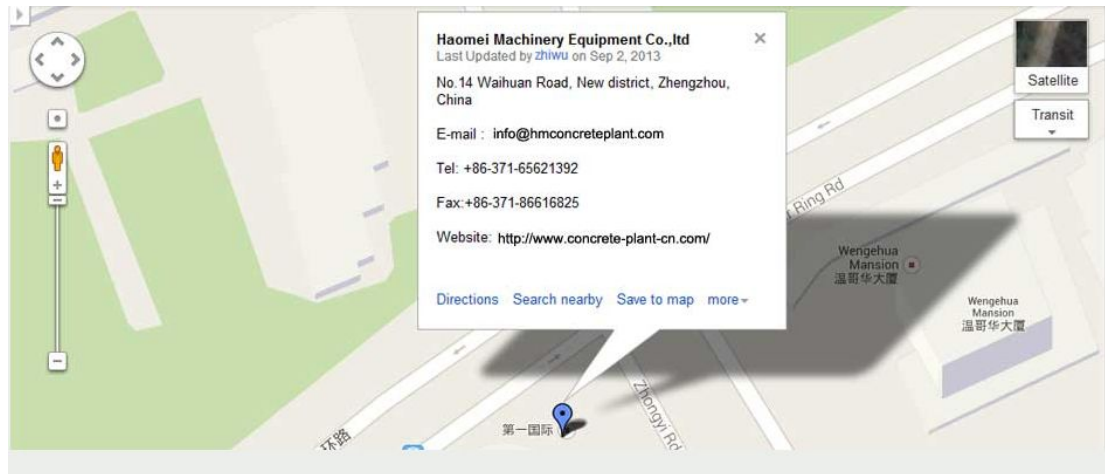 Haomei Machinery Equipment Co.,ltd
Last Updated by zhiwu on Sep 2, 2013
No.14 Waihuan Road, New district, Zhengzhou,
China
E-mail : info@hmconcreteplant.com
Tel: +86-371-65621392
Fax:+86-371-86616825
Website: http://www.concrete-plant-cn.com/
Directions Search nearby Save to map more
Satellite
Transit
Ring Rd
Wengehua
Mansion
温哥华大厦
Wengehua
Mansion
温哥华大厦
Zhongyi Rd
第一国际
环路